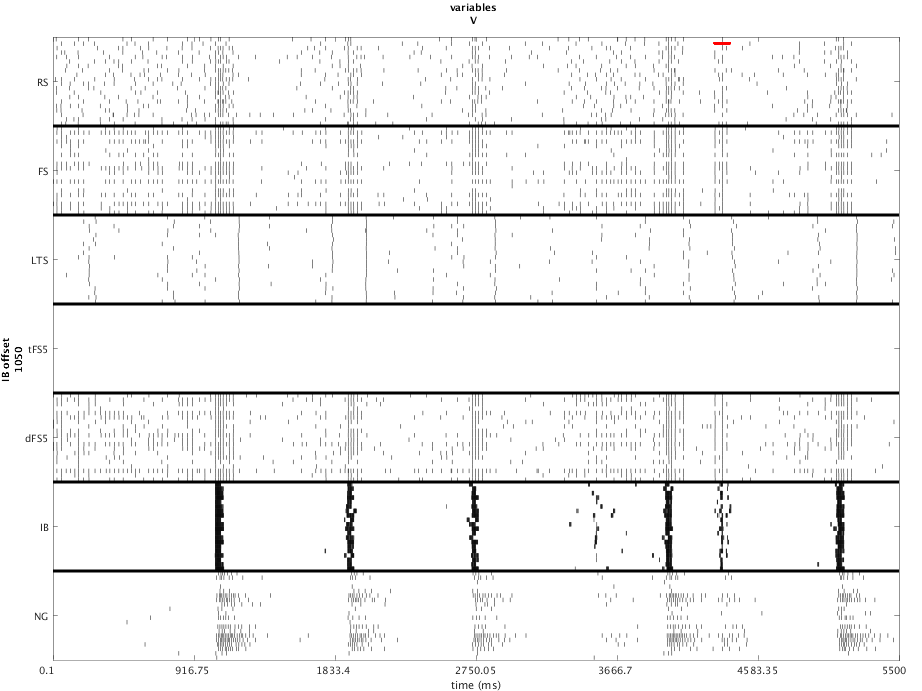 variables
V
RS
FS
LTS
tFS5
IB offset
1050
dFS5
IB
NG
0.1
916.75
1833.4
2750.05
3666.7
4583.35
5500
time (ms)